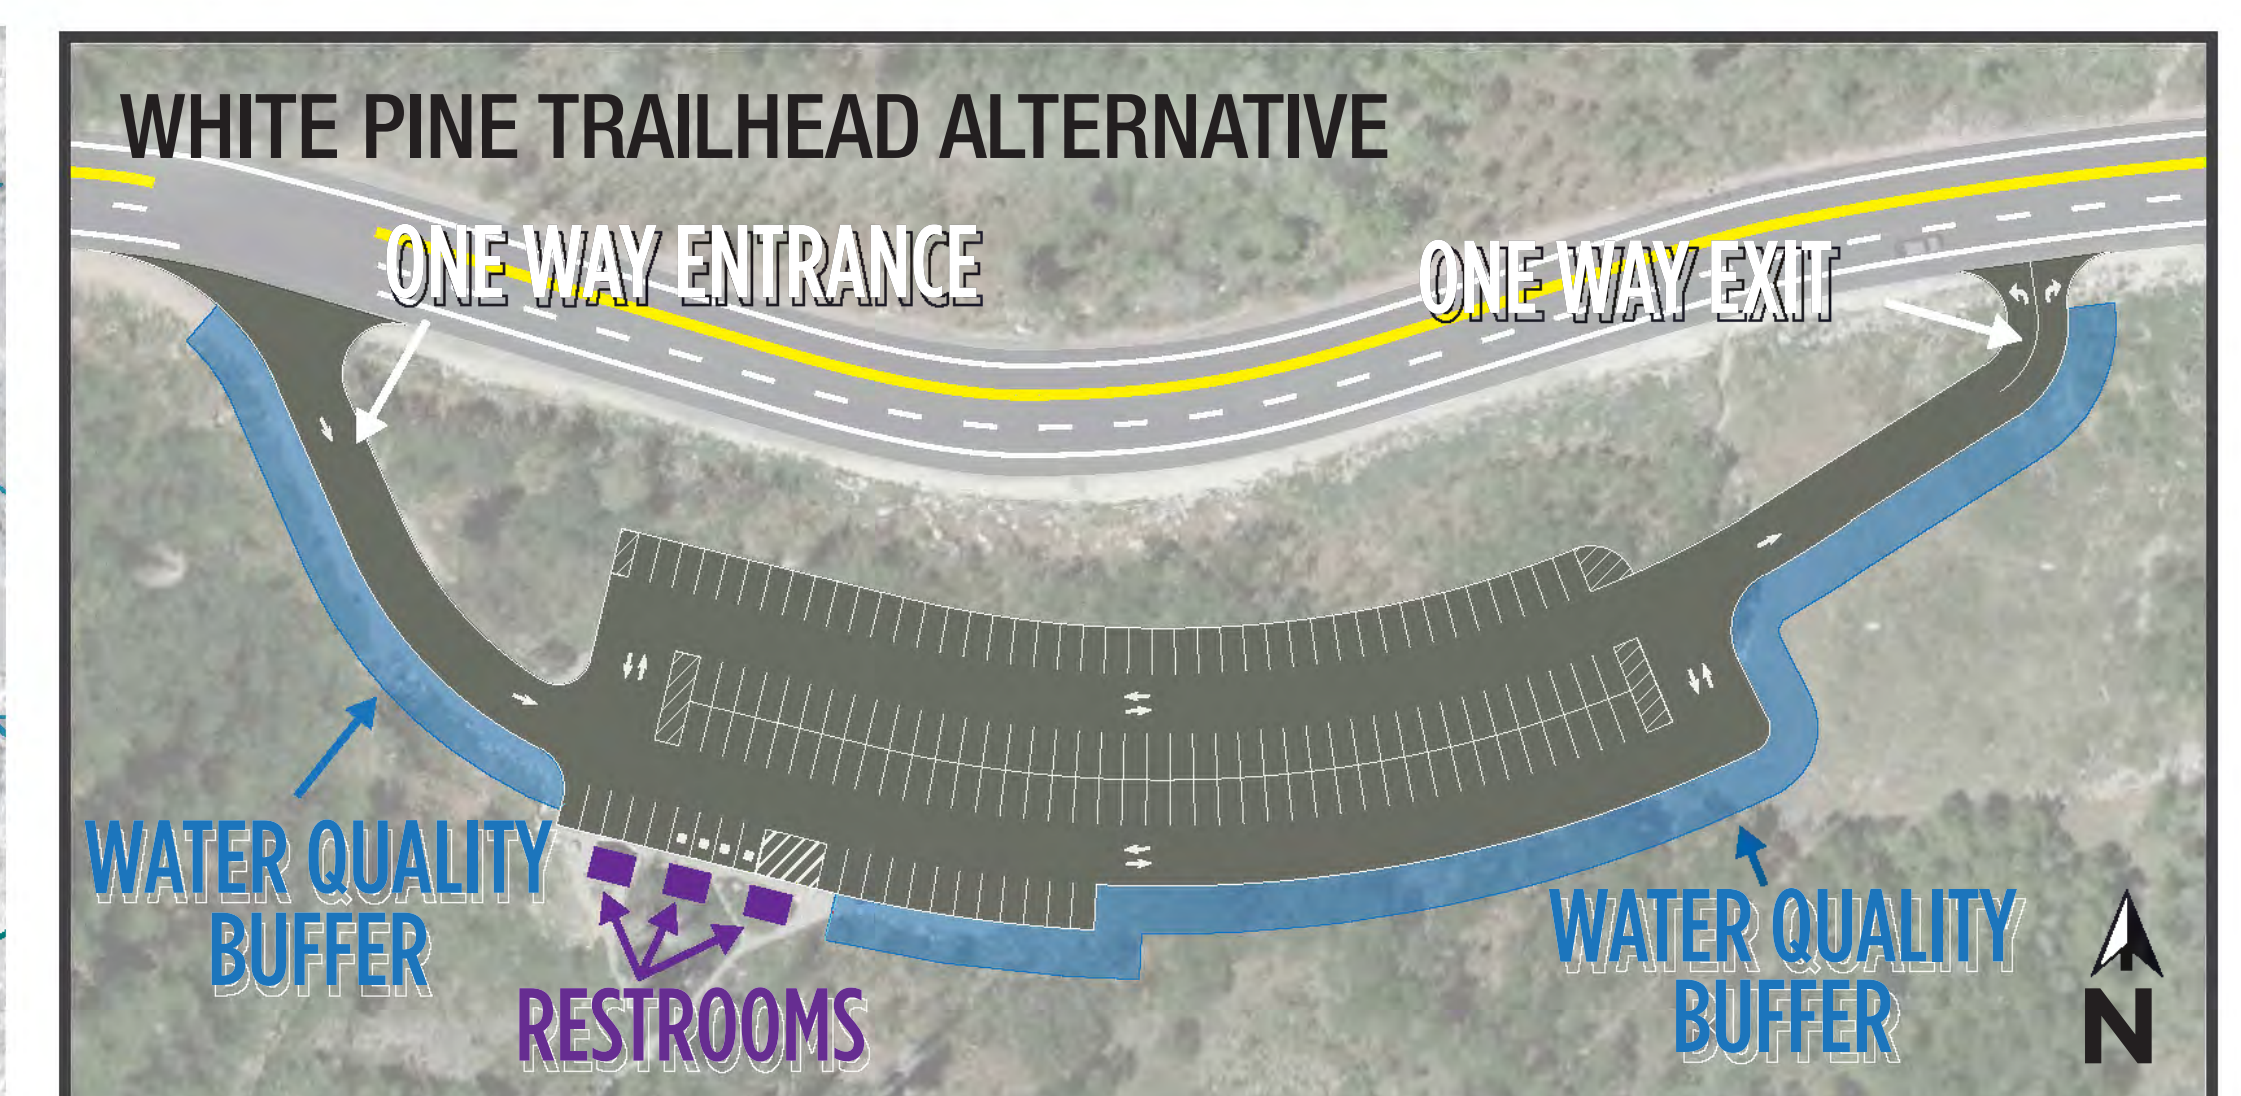 WHITE PINE TRAILHEAD ALTERNATIVE
ONE WAY ENTRANCE
ONE WAY EXIT
WATER QUALITY
BUFFER
RESTROOMS
WATER QUALITY
BUFFER
N